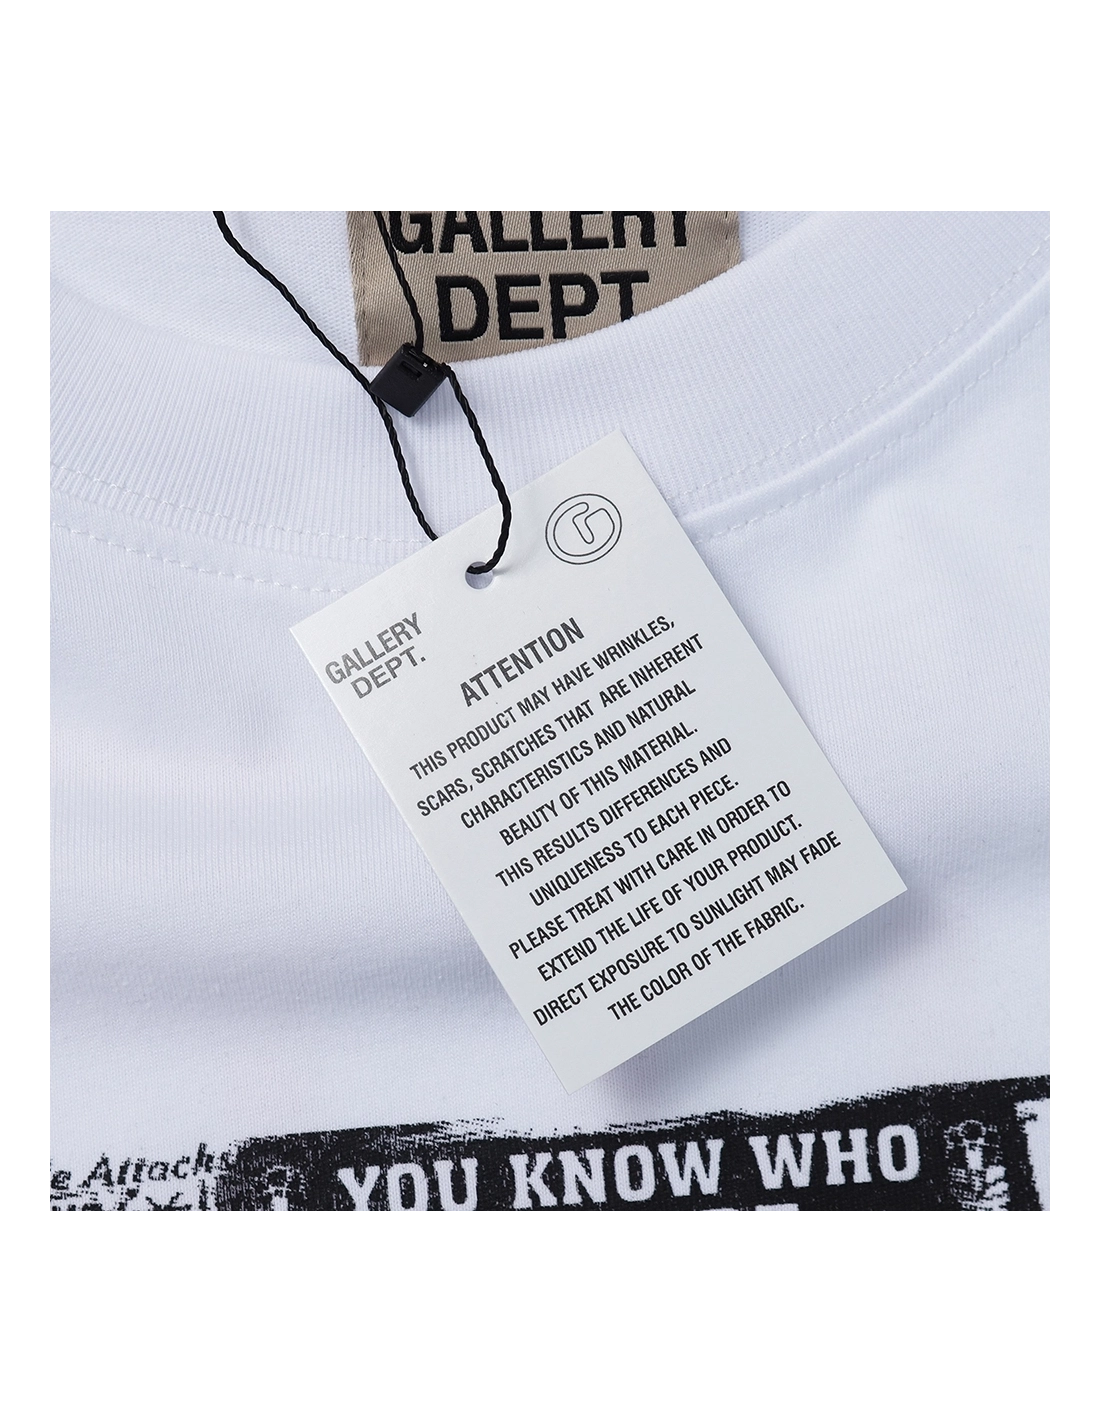 GALLERY
DEPT.
G
GALLERY
DEPT.
ATTENTION
THIS PRODUCT MAY HAVE WRINKLES,
SCARS, SCRATCHES THAT ARE INHERENT
CHARACTERISTICS AND NATURAL
BEAUTY OF THIS MATERIAL.
THIS RESULTS DIFFERENCES AND
UNIQUENESS TO EACH PIECE.
PLEASE TREAT WITH CARE IN ORDER TO
EXTEND THE LIFE OF YOUR PRODUCT.
DIRECT EXPOSURE TO SUNLIGHT MAY FADE
THE COLOR OF THE FABRIC.
YOU KNOW WHO